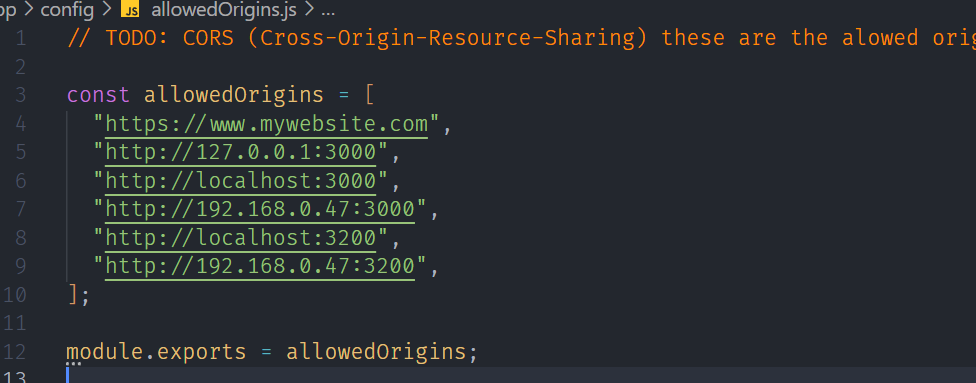 config > JS allowedOrigins.js > ...
1 // TODO: CORS (Cross-Origin-Resource-Sharing) these are the alowed
2
3 const allowedOrigins = [
4 "https://www.mywebsite.com",
5 "http://127.0.0.1:3000",
6 "http://localhost:3000",
7 "http://192.168.0.47:3000",
8 "http://localhost:3200",
9 "http://192.168.0.47:3200",
10 ];
11
12 module.exports = allowedOrigins;
13